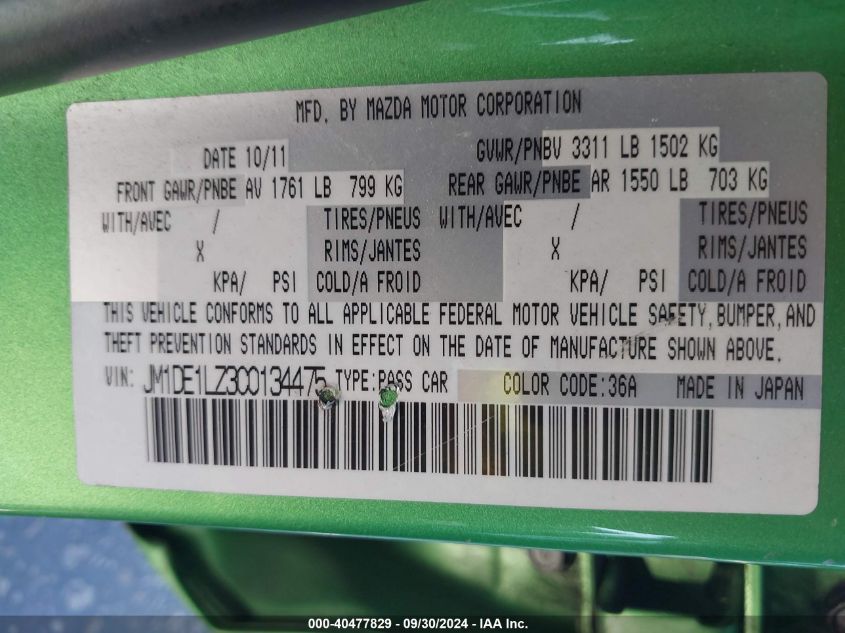 MFD. BY MAZDA MOTOR CORPORATION
DATE 10/11 GVWR/PNBV 3311 LB 1502 KG
FRONT GAWR/PNBE AV 1761 LB 799 KG REAR GAWR/PNBE AR 1550 LB 703 KG
WITH/AVEC / TIRES/PNEUS WITH/AVEC / TIRES/PNEUS
X RIMS/JANTES X RIMS/JANTES
KPA/ PSI COLD/A FROID KPA/ PSI COLD/A FROID
THIS VEHICLE CONFORMS TO ALL APPLICABLE FEDERAL MOTOR VEHICLE SAFETY, BUMPER, AND
THEFT PREVENTION STANDARDS IN EFFECT ON THE DATE OF MANUFACTURE SHOWN ABOVE.
VIN: JM1DE1LZ3C0134475 TYPE:PASS CAR COLOR CODE:36A MADE IN JAPAN
000-40477829 - 09/30/2024 - IAA Inc.